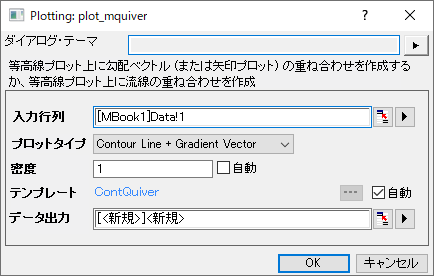 Plotting: plot_mquiver
ダイアログ・テーマ
等高線プロット上に勾配ベクトル (または矢印プロット) の重ね合わせを作成する
か、等高線プロット上に流線の重ね合わせを作成
入力行列 [MBook1]Data!1
プロットタイプ Contour Line + Gradient Vector
密度 1 自動
テンプレート ContQuiver 自動
データ出力 [<新規>]<新規>
OK キャンセル